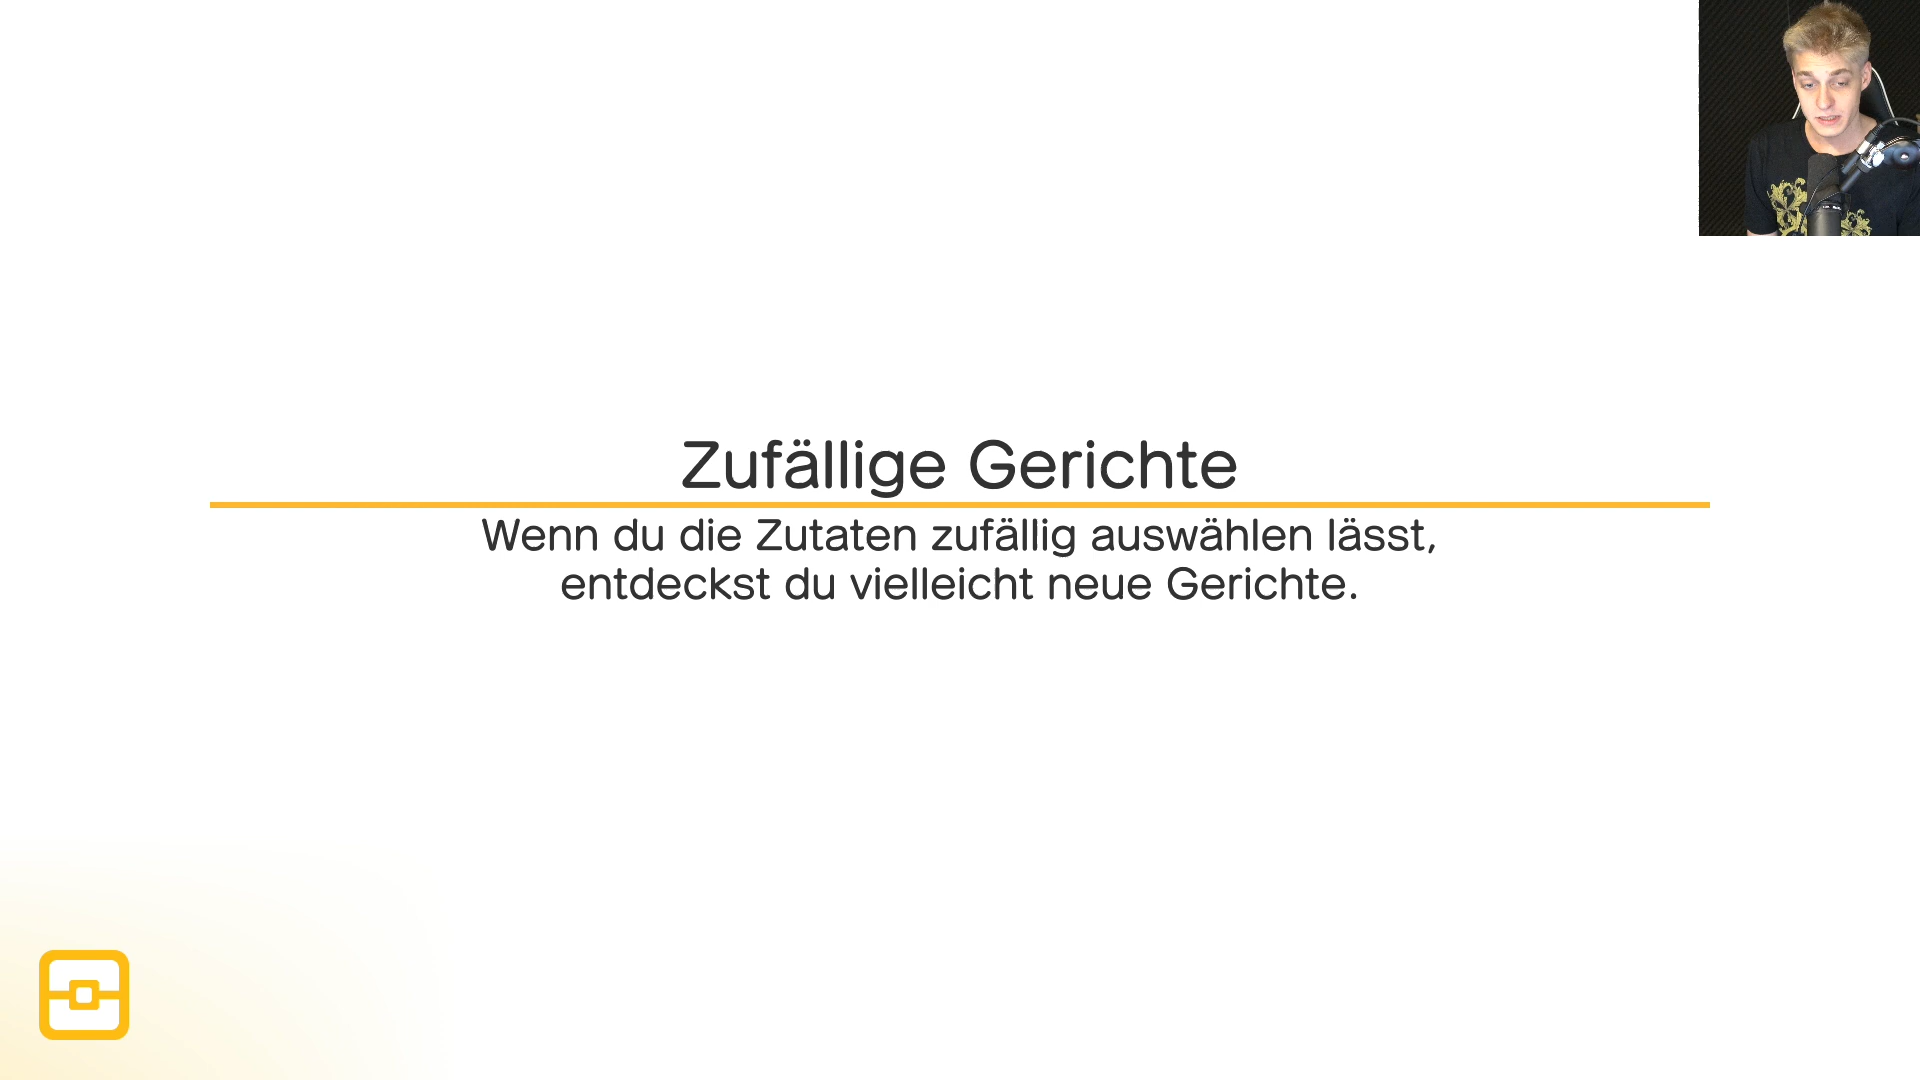 Zufällige Gerichte
Wenn du die Zutaten zufällig auswählen lässt,
entdeckst du vielleicht neue Gerichte.